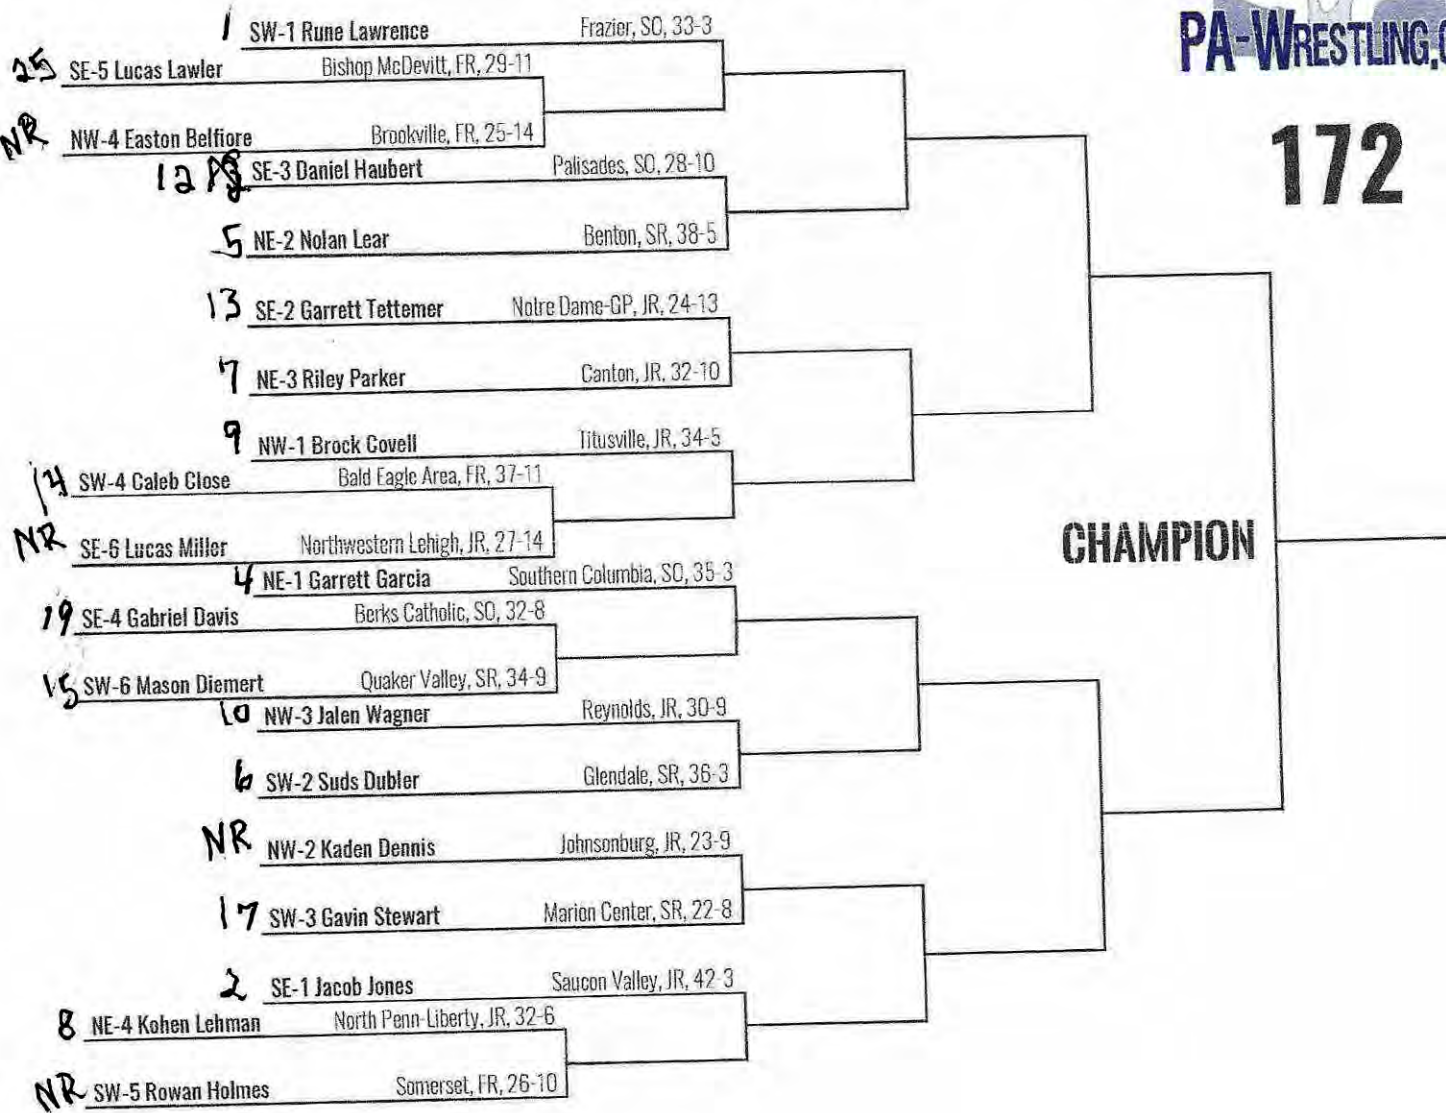 PA-WRESTLING.C
172
1 SW-1 Rune Lawrence Frazier, SO, 33-3
25 SE-5 Lucas Lawler Bishop McDevitt, FR, 29-11
NR NW-4 Easton Belfiore Brookville, FR, 25-14
12 SE-3 Daniel Haubert Palisades, SO, 28-10
5 NE-2 Nolan Lear Benton, SR, 38-5
13 SE-2 Garrett Tettemer Notre Dame-GP, JR, 24-13
7 NE-3 Riley Parker Canton, JR, 32-10
9 NW-1 Brock Covell Titusville, JR, 34-5
14 SW-4 Caleb Close Bald Eagle Area, FR, 37-11
NR SE-6 Lucas Miller Northwestern Lehigh, JR, 27-14
CHAMPION
4 NE-1 Garrett Garcia Southern Columbia, SO, 35-3
19 SE-4 Gabriel Davis Berks Catholic, SO, 32-8
15 SW-6 Mason Diemert Quaker Valley, SR, 34-9
10 NW-3 Jalen Wagner Reynolds, JR, 30-9
6 SW-2 Suds Dubler Glendale, SR, 36-3
NR NW-2 Kaden Dennis Johnsonburg, JR, 23-9
17 SW-3 Gavin Stewart Marion Center, SR, 22-8
2 SE-1 Jacob Jones Saucon Valley, JR, 42-3
8 NE-4 Kohen Lehman North Penn-Liberty, JR, 32-6
NR SW-5 Rowan Holmes Somerset, FR, 26-10